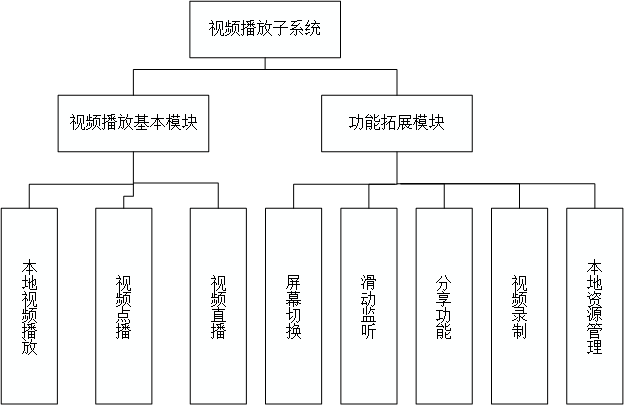 视频播放子系统
视频播放基本模块
功能拓展模块
本地视频播放
视频点播
视频直播
屏幕切换
滑动监听
分享功能
视频录制
本地资源管理